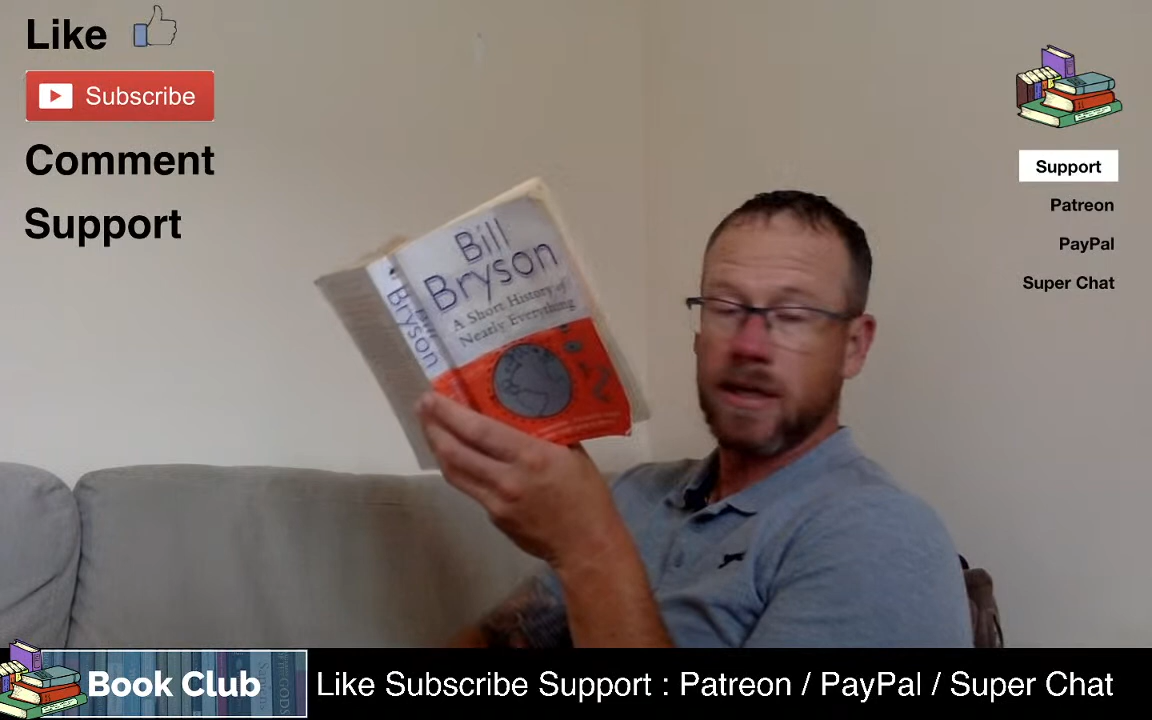 Like
Subscribe
Comment
Support
Bill
Bryson
A Short History of
Nearly Everything
Bryson
Support
Patreon
PayPal
Super Chat
Book Club
Like Subscribe Support : Patreon / PayPal / Super Chat